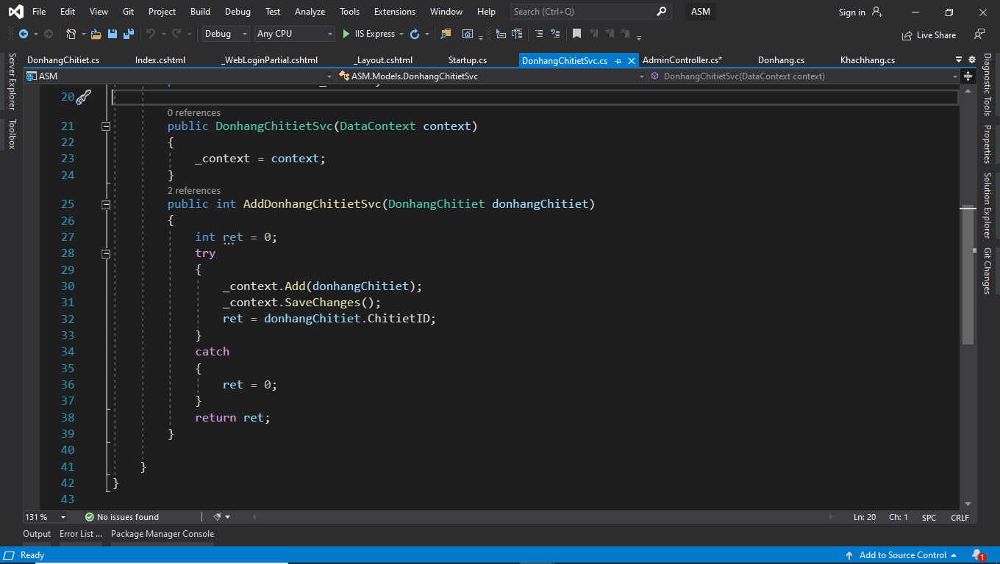 File Edit View Git Project Build Debug Test Analyze Tools Extensions Window Help Search (Ctrl+Q) ASM Sign in
Debug Any CPU IIS Express Live Share
DonhangChitiet.cs Index.cshtml _WebLoginPartial.cshtml _Layout.cshtml Startup.cs DonhangChitietSvc.cs AdminController.cs* Donhang.cs Khachhang.cs
ASM ASM.Models.DonhangChitietSvc DonhangChitietSvc(DataContext context)
Server Explorer
Toolbox
20
0 references
21 public DonhangChitietSvc(DataContext context)
22 {
23 _context = context;
24 }
2 references
25 public int AddDonhangChitietSvc(DonhangChitiet donhangChitiet)
26 {
27 int ret = 0;
28 try
29 {
30 _context.Add(donhangChitiet);
31 _context.SaveChanges();
32 ret = donhangChitiet.ChitietID;
33 }
34 catch
35 {
36 ret = 0;
37 }
38 return ret;
39 }
40
41 }
42 }
43
Diagnostic Tools
Properties
Solution Explorer
Git Changes
131 % No issues found Ln: 20 Ch: 1 SPC CRLF
Output Error List ... Package Manager Console
Ready Add to Source Control 1